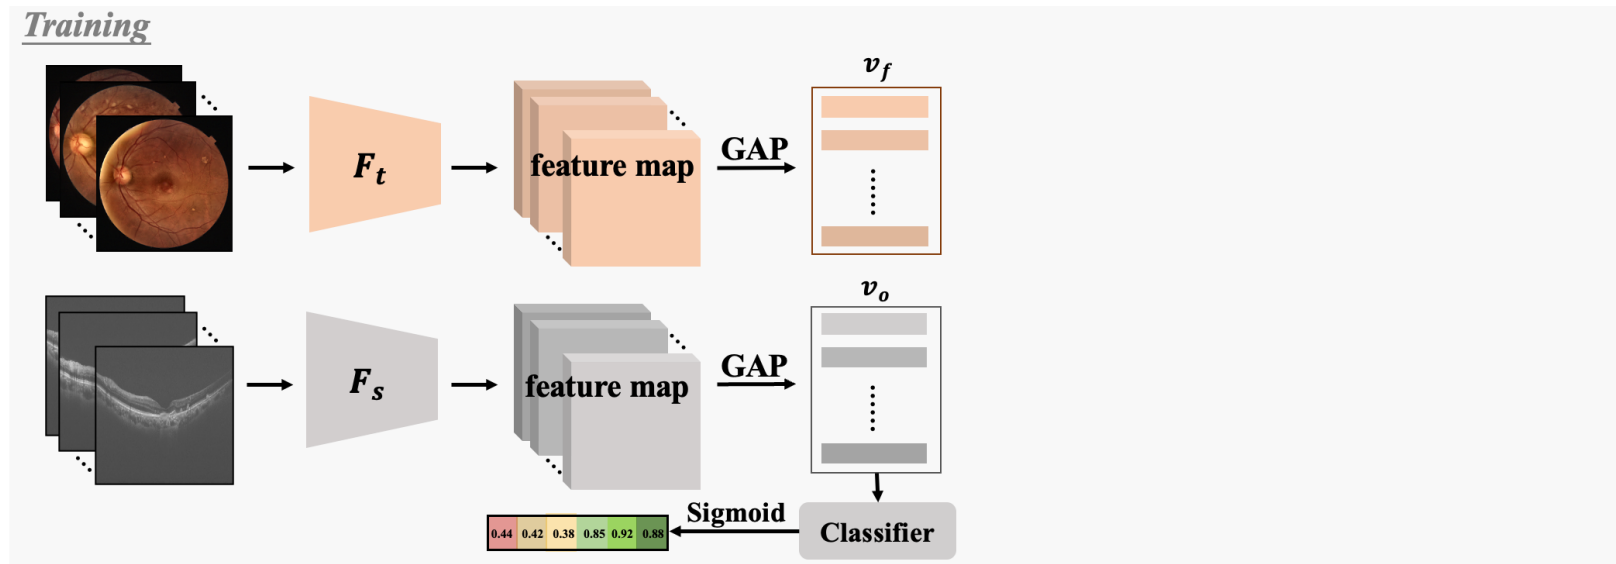 Training
v_f
F_t
feature map
GAP
v_o
F_s
feature map
GAP
Sigmoid
Classifier
0.44 0.42 0.38 0.85 0.92 0.88